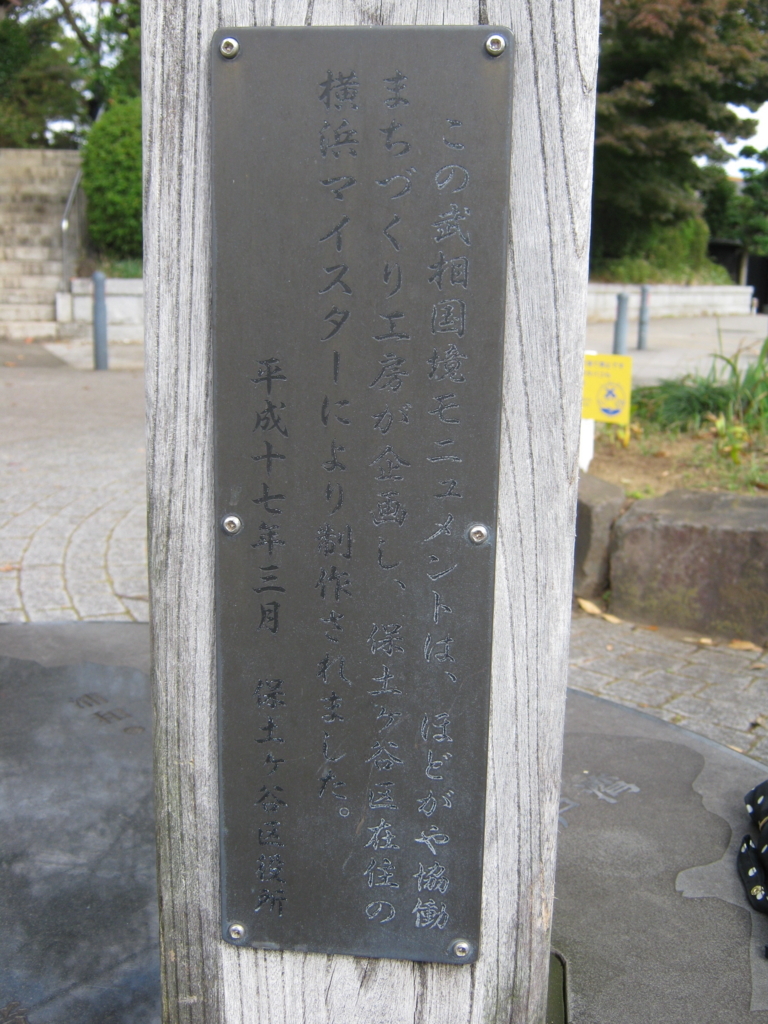 この武相国境モニュメントは、ほどがや協働
まちづくり工房が企画し、保土ケ谷区在住の
横浜マイスターにより制作されました。
平成十七年三月　保土ケ谷区役所